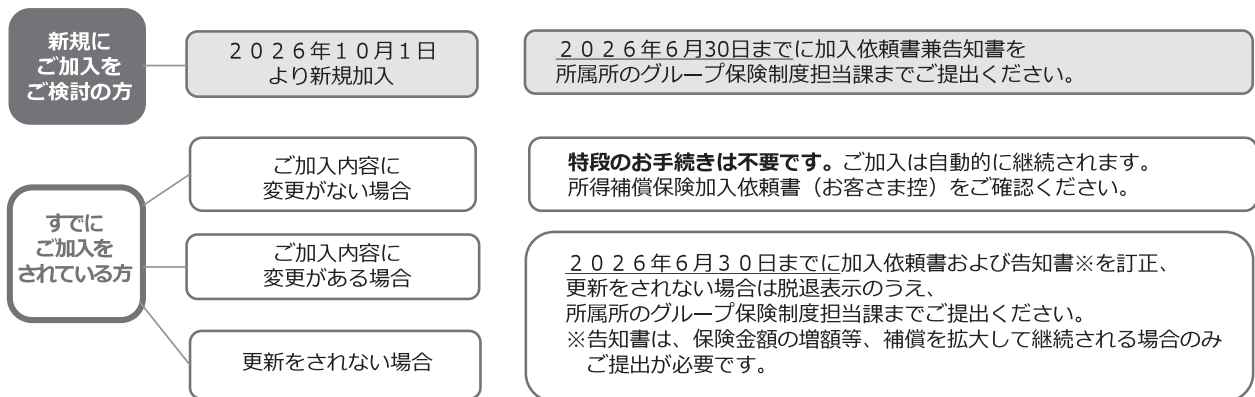 新規に
ご加入を
ご検討の方
２０２６年１０月１日
より新規加入
２０２６年６月30日までに加入依頼書兼告知書を
所属所のグループ保険制度担当課までご提出ください。
すでに
ご加入を
されている方
ご加入内容に
変更がない場合
特段のお手続きは不要です。ご加入は自動的に継続されます。
所得補償保険加入依頼書（お客さま控）をご確認ください。
ご加入内容に
変更がある場合
更新をされない場合
２０２６年６月３０日までに加入依頼書および告知書※を訂正、
更新をされない場合は脱退表示のうえ、
所属所のグループ保険制度担当課までご提出ください。
※告知書は、保険金額の増額等、補償を拡大して継続される場合のみ
ご提出が必要です。